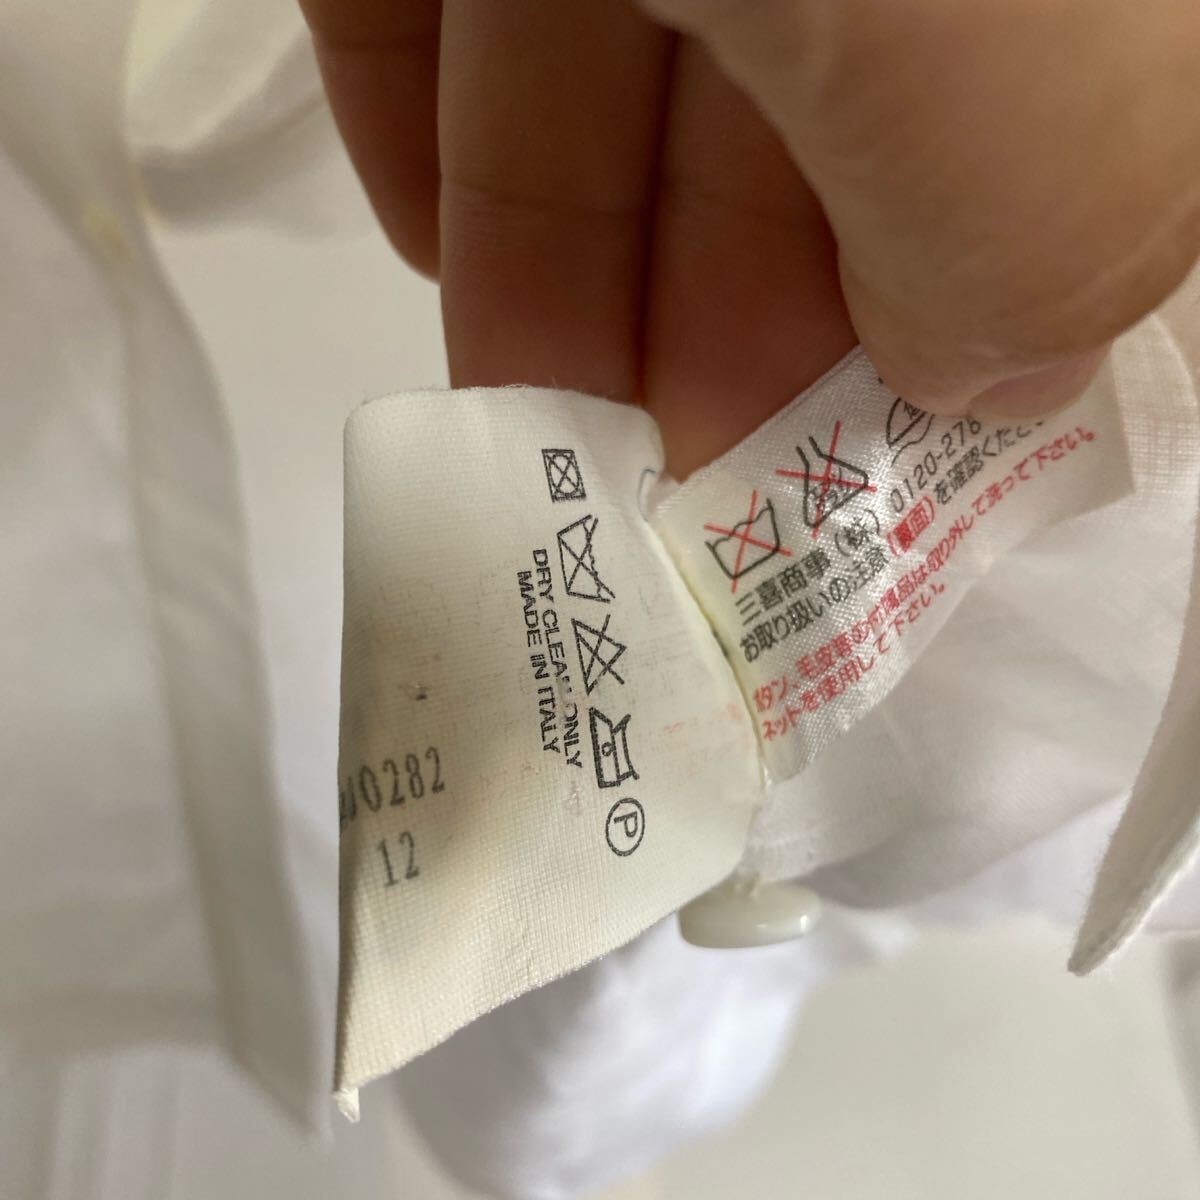 DRY CLEAN ONLY
MADE IN ITALY
0282
12
P
三喜商事（株）0120-276
お取り扱いの注意(裏面)を確認くださ
ボタン、毛皮等の付属品は取り外して洗って下さい。
ネットを使用して下さい。